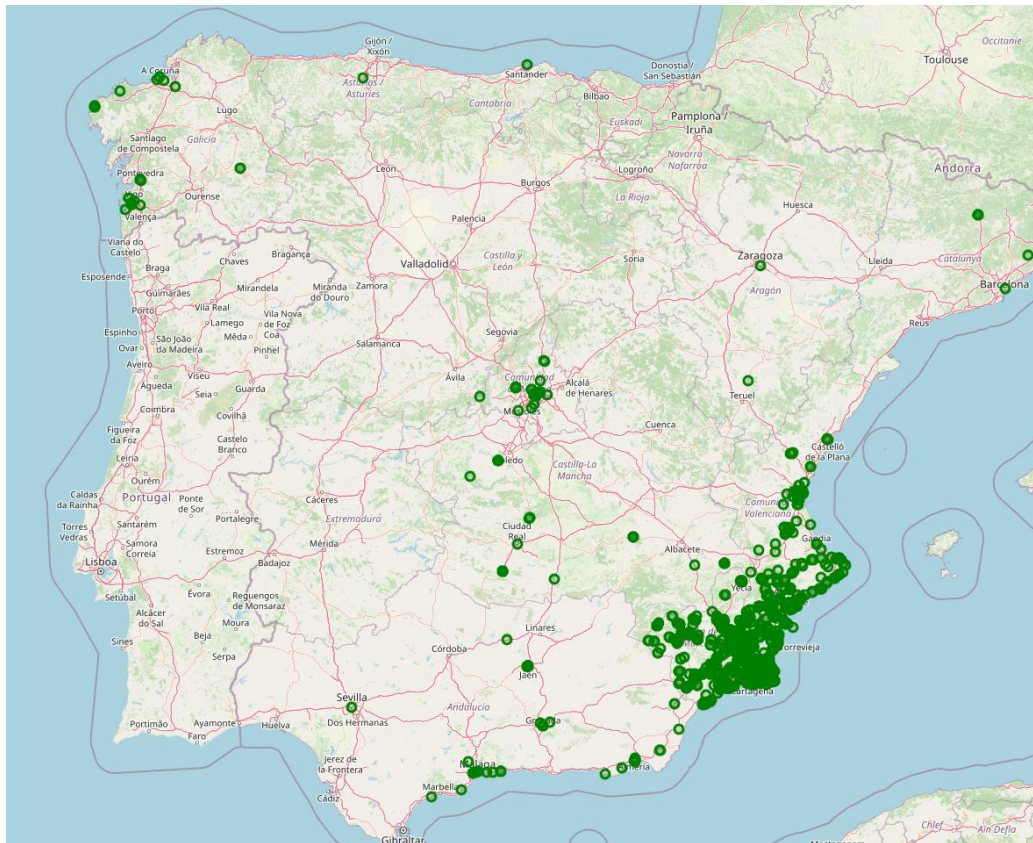 Occitanie
Toulouse
Gijón /
Xixón
A Coruña
Santander
Donostia /
San Sebastián
Asturias /
Asturies
Bilbao
Cantabria
Lugo
Euskadi
Pamplona /
Iruña
Santiago
de Compostela
Galicia
Navarra
Nafarroa
Andorra
León
Logroño
Pontevedra
Burgos
La Rioja
Huesca
Ourense
Vigo
Valença
Palencia
Viana do
Castelo
Chaves
Bragança
Castilla y
León
Soria
Zaragoza
Lleida
Catalunya
Valladolid
Braga
Esposende
Mirandela
Miranda
do Douro
Zamora
Barcelona
Guimarães
Aragón
Porto
Vila Real
Vila Nova
de Foz
Coa
Reus
Lamego
Espinho
Mêda
Segovia
Ovar
São João
da Madeira
Salamanca
Pinhel
Aveiro
Viseu
Ávila
Comunidad
Alcalá
de Henares
Águeda
Seia
Guarda
Teruel
Coimbra
Covilhã
Cuenca
Figueira
da Foz
Castelo
Branco
Castelló
de la Plana
Leiria
Toledo
Castilla-La
Mancha
Ourém
Caldas
da Rainha
Portugal
Ponte
de Sor
Cáceres
Comunitat
Valenciana
Torres
Vedras
Santarém
Portalegre
Extremadura
Ciudad
Real
Gandia
Samora
Correia
Estremoz
Mérida
Albacete
Lisboa
Badajoz
Setúbal
Évora
Reguengos
de Monsaraz
Yecla
Alcácer
do Sal
Moura
Beja
Linares
Sines
Serpa
Córdoba
Torrevieja
Jaén
Cartagena
Sevilla
Andalucía
Portimão
Ayamonte
Huelva
Dos Hermanas
Granada
Faro
Jerez de
la Frontera
Málaga
Almería
Cádiz
Marbella
Chlef
Aïn Defla
Gibraltar